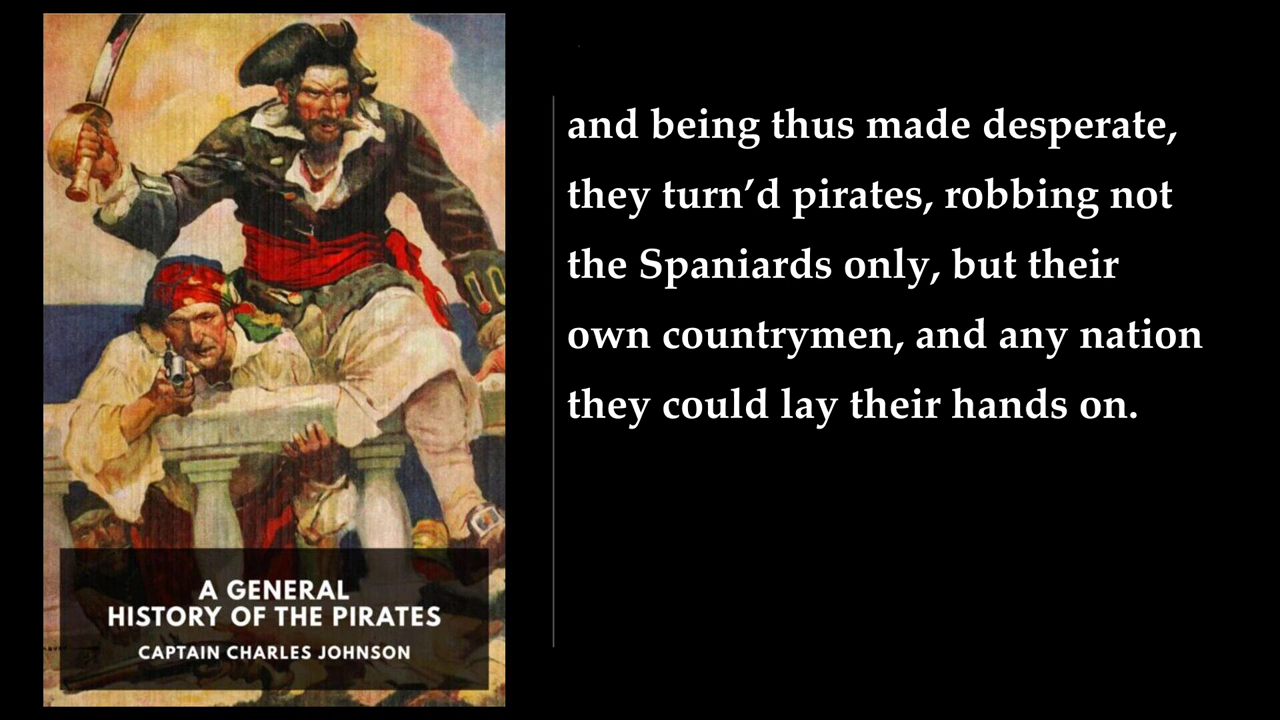 A GENERAL
HISTORY OF THE PIRATES
CAPTAIN CHARLES JOHNSON
and being thus made desperate,
they turn’d pirates, robbing not
the Spaniards only, but their
own countrymen, and any nation
they could lay their hands on.